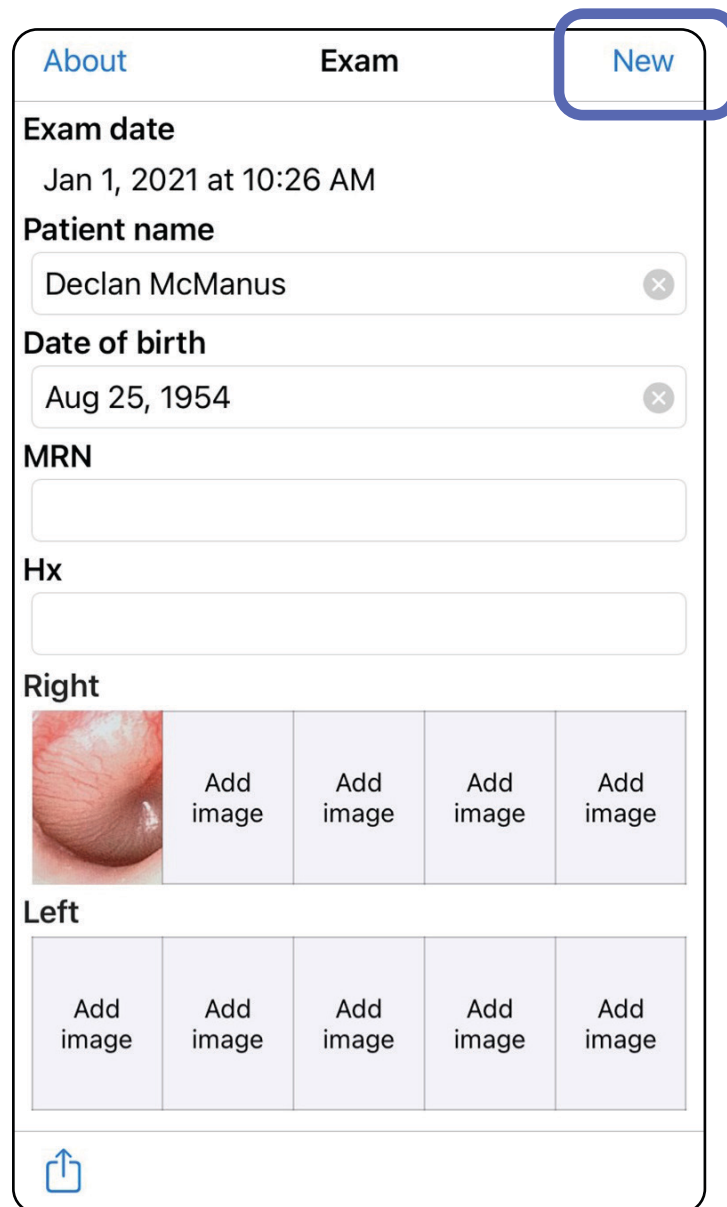 About Exam New
Exam date
Jan 1, 2021 at 10:26 AM
Patient name
Declan McManus
Date of birth
Aug 25, 1954
MRN
Hx
Right
Add image
Add image
Add image
Add image
Left
Add image
Add image
Add image
Add image
Add image